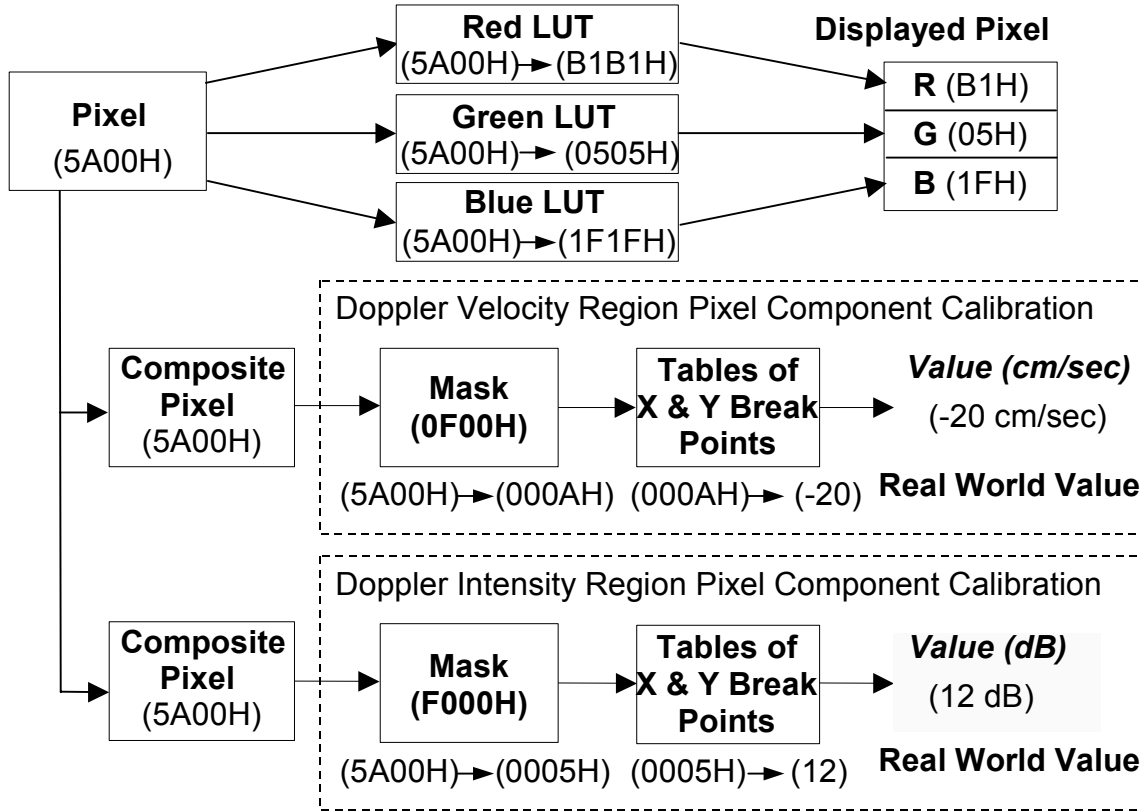 Red LUT
(5A00H)→(B1B1H)
Displayed Pixel
Pixel
(5A00H)
Green LUT
(5A00H)→(0505H)
Blue LUT
(5A00H)→(1F1FH)
R (B1H)
G (05H)
B (1FH)
Doppler Velocity Region Pixel Component Calibration
Composite
Pixel
(5A00H)
Mask
(0F00H)
Tables of
X & Y Break
Points
Value (cm/sec)
(-20 cm/sec)
(5A00H)→(000AH)
(000AH)→(-20)
Real World Value
Doppler Intensity Region Pixel Component Calibration
Composite
Pixel
(5A00H)
Mask
(F000H)
Tables of
X & Y Break
Points
Value (dB)
(12 dB)
(5A00H)→(0005H)
(0005H)→(12)
Real World Value